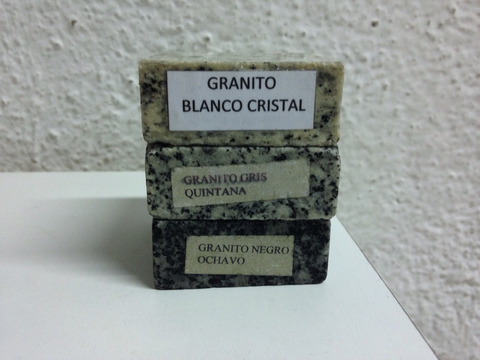 GRANITO
BLANCO CRISTAL
GRANITO GRIS
QUINTANA
GRANITO NEGRO
OCHAVO